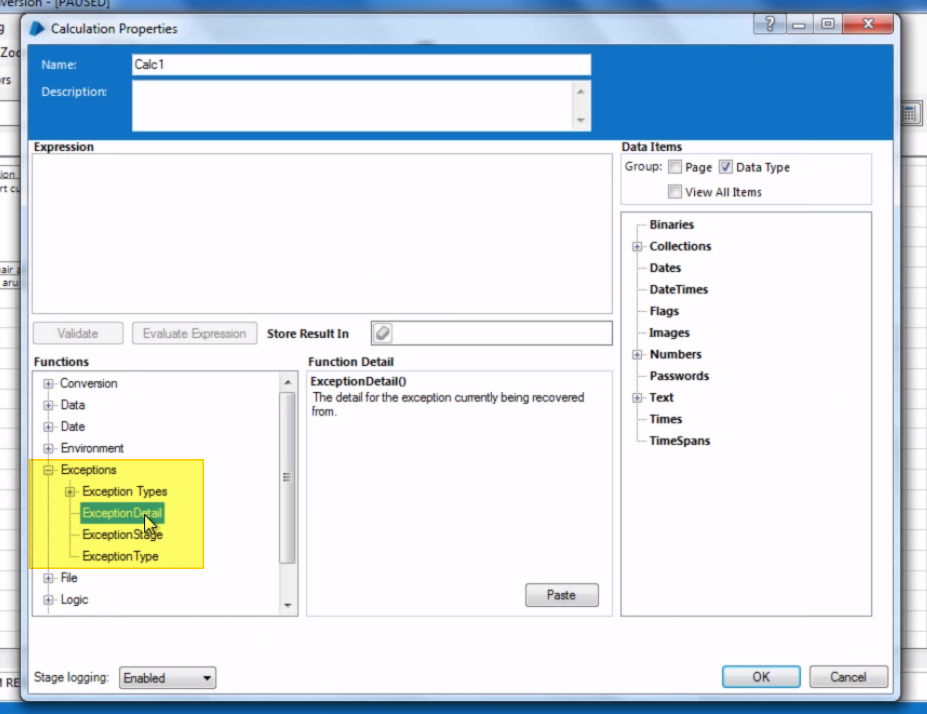 version - [PAUSED]
Calculation Properties
Name:
Calc1
Description:
Expression
Data Items
Group: Page Data Type
View All Items
Binaries
Collections
Dates
DateTimes
Flags
Images
Numbers
Passwords
Text
Times
TimeSpans
Validate
Evaluate Expression
Store Result In
Functions
Conversion
Data
Date
Environment
Exceptions
Exception Types
ExceptionDetail
ExceptionStage
ExceptionType
File
Logic
Function Detail
ExceptionDetail()
The detail for the exception currently being recovered
from.
Paste
Stage logging:
Enabled
OK
Cancel